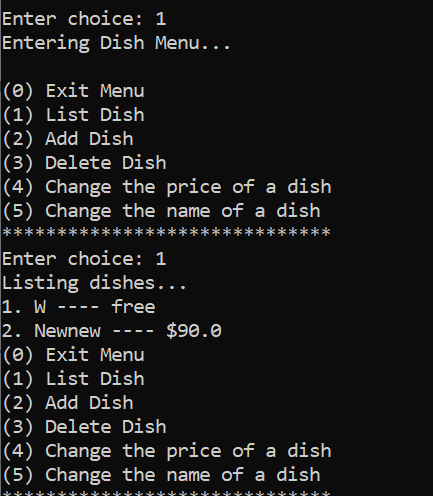 Enter choice: 1
Entering Dish Menu...
(0) Exit Menu
(1) List Dish
(2) Add Dish
(3) Delete Dish
(4) Change the price of a dish
(5) Change the name of a dish
******************************
Enter choice: 1
Listing dishes...
1. W ---- free
2. Newnew ---- $90.0
(0) Exit Menu
(1) List Dish
(2) Add Dish
(3) Delete Dish
(4) Change the price of a dish
(5) Change the name of a dish
******************************